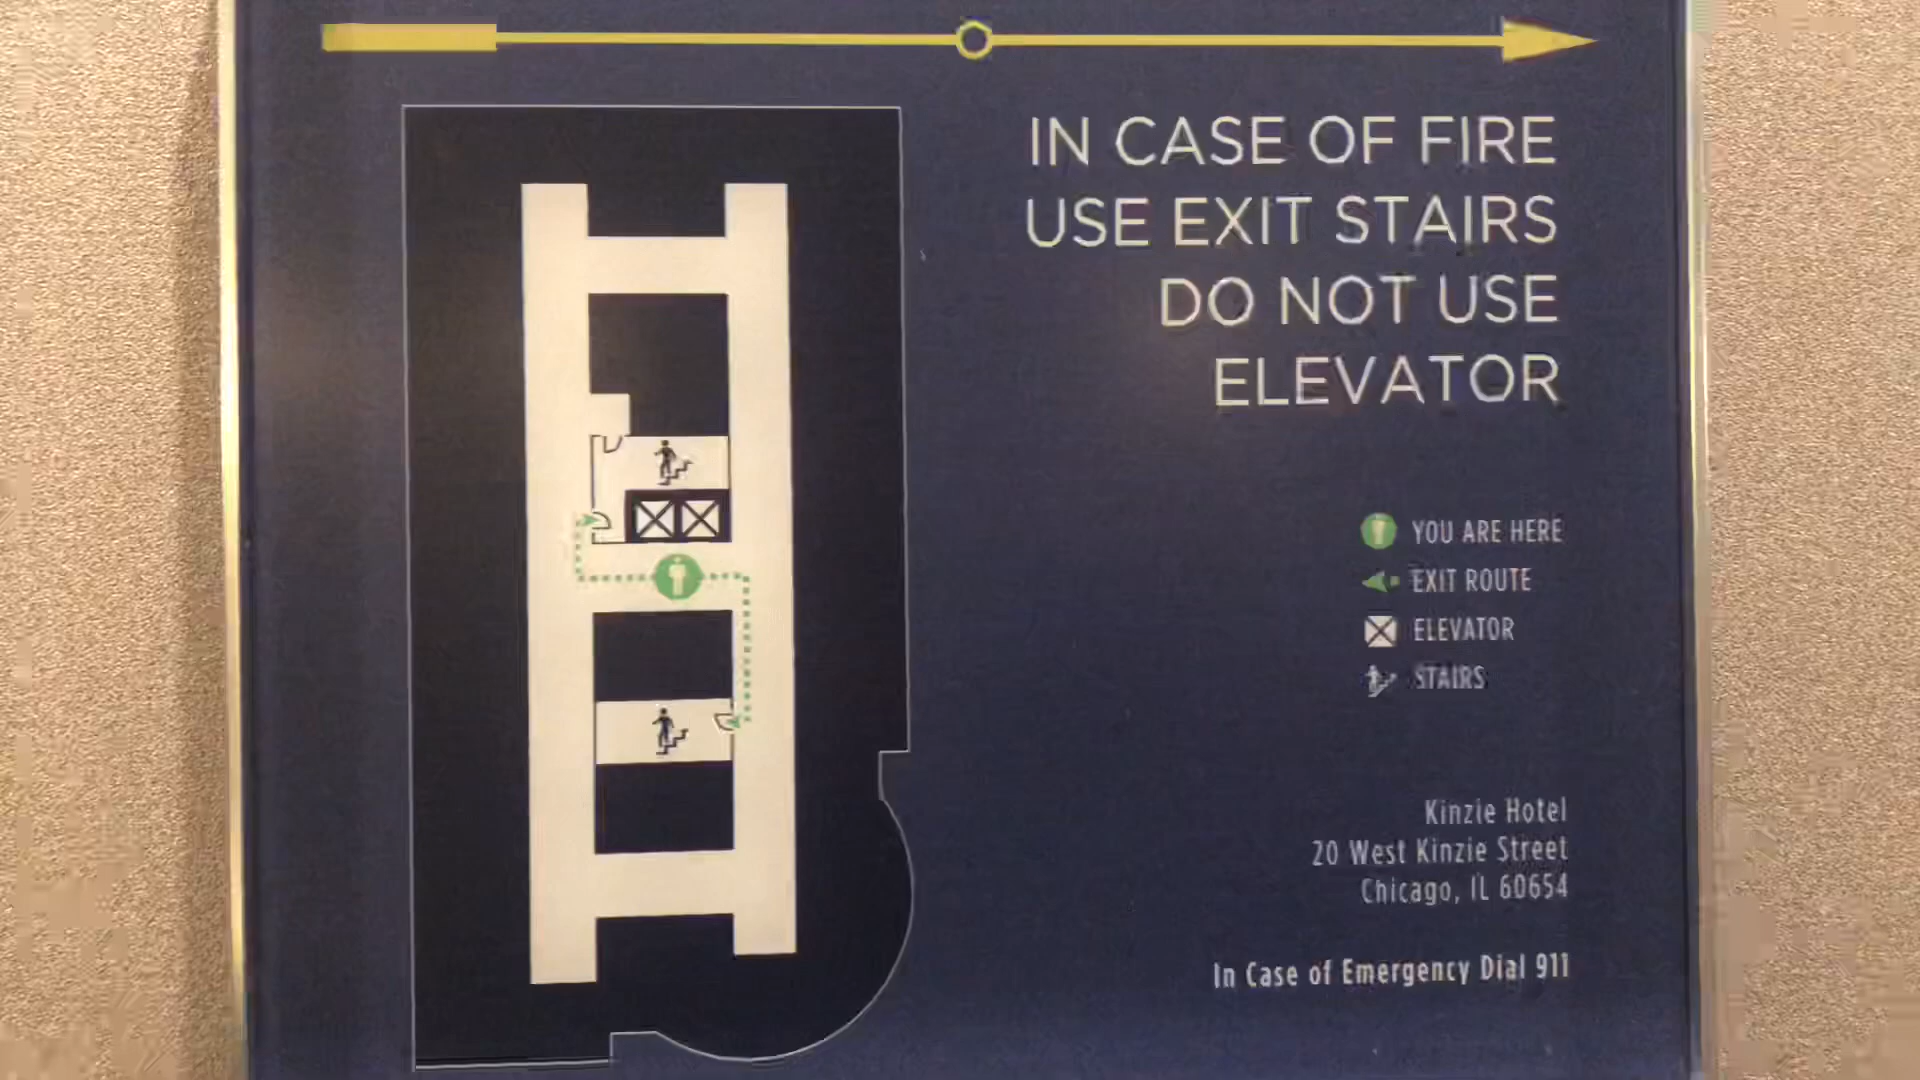 IN CASE OF FIRE
USE EXIT STAIRS
DO NOT USE
ELEVATOR
YOU ARE HERE
EXIT ROUTE
ELEVATOR
STAIRS
Kinzie Hotel
20 West Kinzie Street
Chicago, IL 60654
In Case of Emergency Dial 911